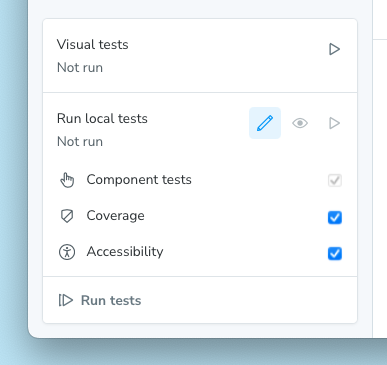 Visual tests
Not run
Run local tests
Not run
Component tests
Coverage
Accessibility
Run tests